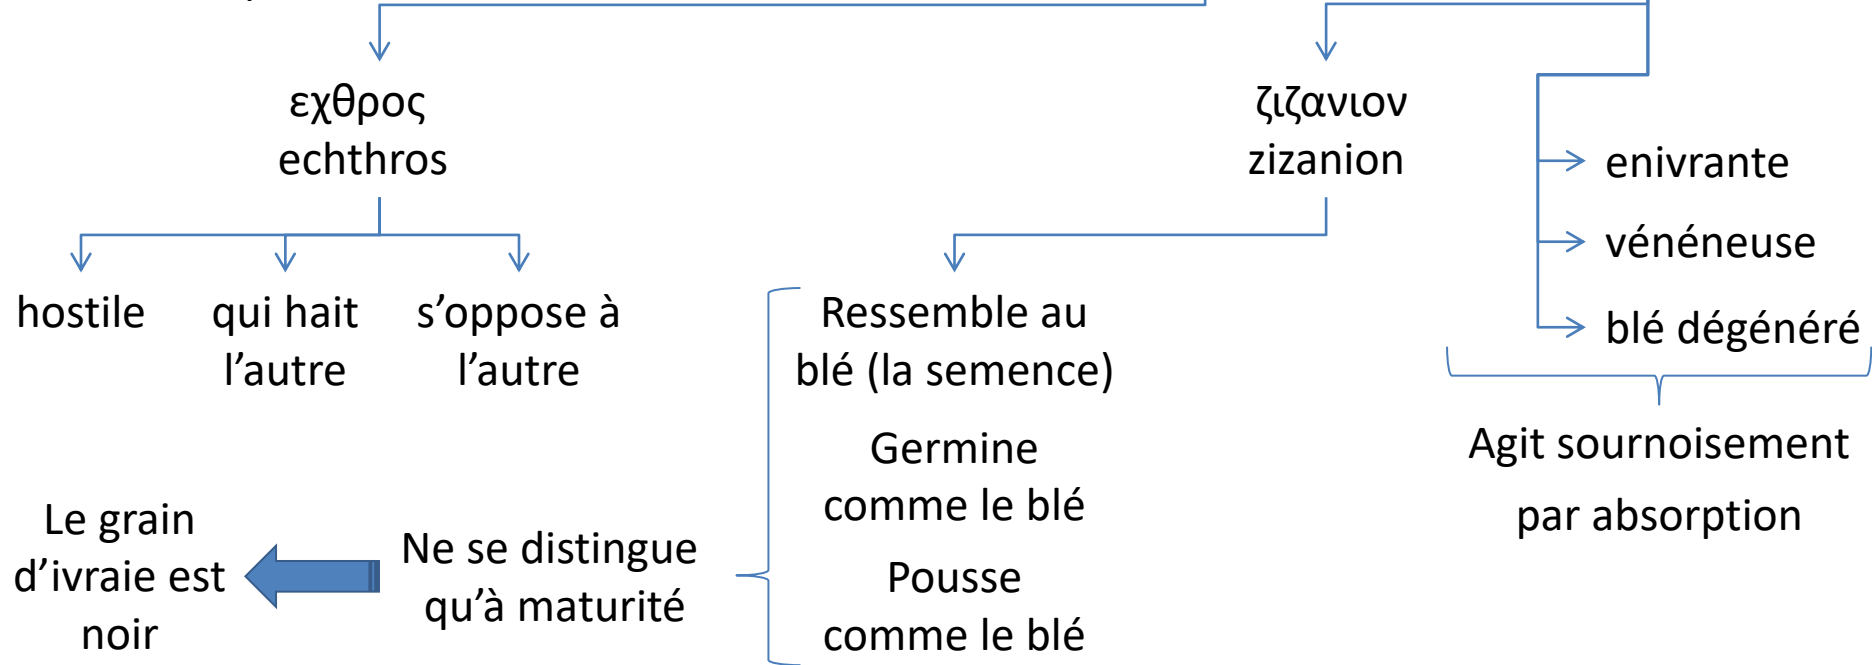 εχθρος
echthros
ζιζανιον
zizanion
enivrante
vénéneuse
blé dégénéré
hostile
qui hait
l’autre
s’oppose à
l’autre
Ressemble au
blé (la semence)
Germine
comme le blé
Pousse
comme le blé
Agit sournoisement
par absorption
Ne se distingue
qu’à maturité
Le grain
d’ivraie est
noir